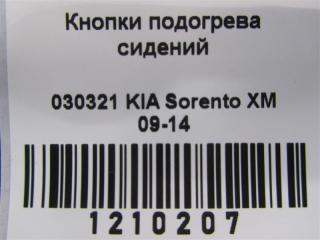 Кнопки подогрева
сидений
030321 KIA Sorento XM
09-14
1210207